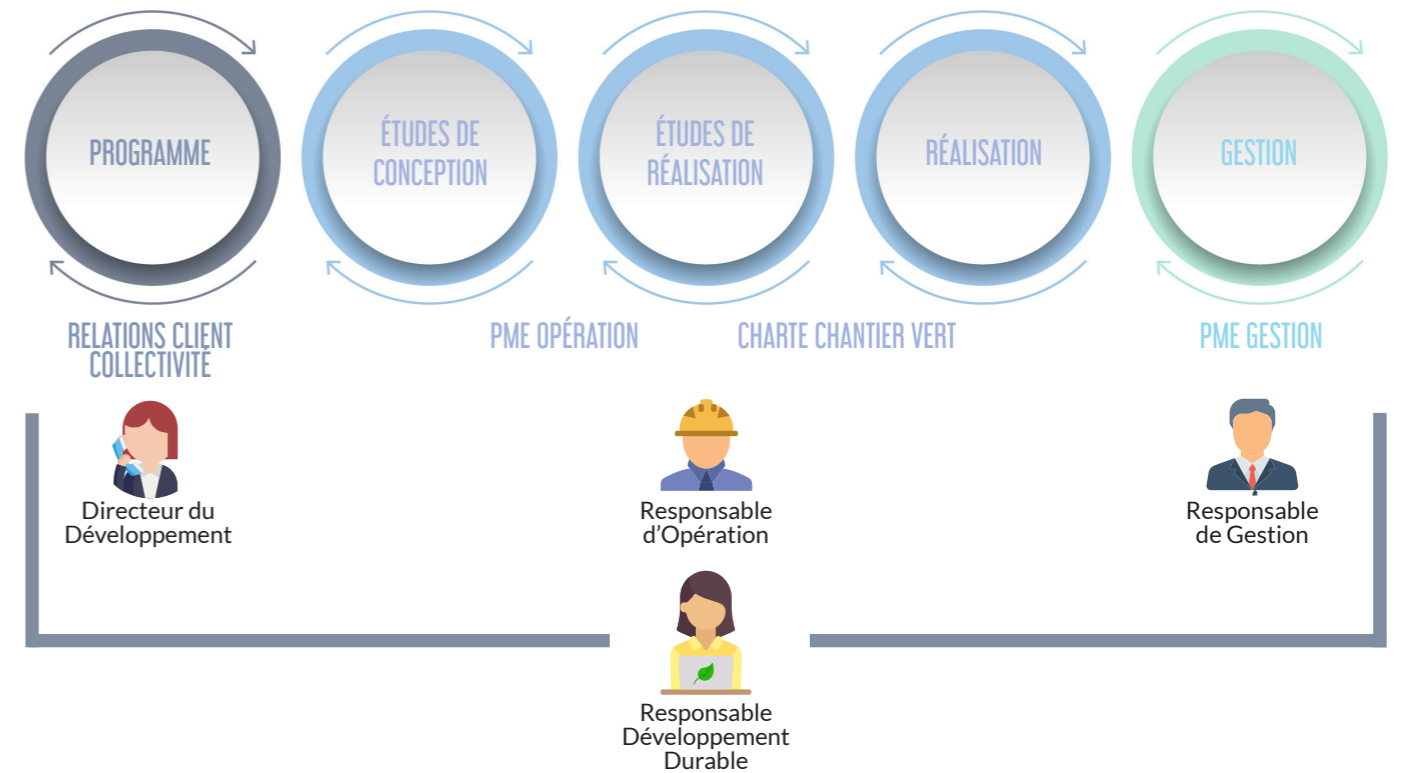 PROGRAMME
ÉTUDES DE
CONCEPTION
ÉTUDES DE
RÉALISATION
RÉALISATION
GESTION
RELATIONS CLIENT
COLLECTIVITÉ
PME OPÉRATION
CHARTE CHANTIER VERT
PME GESTION
Directeur du
Développement
Responsable
d’Opération
Responsable
de Gestion
Responsable
Développement
Durable